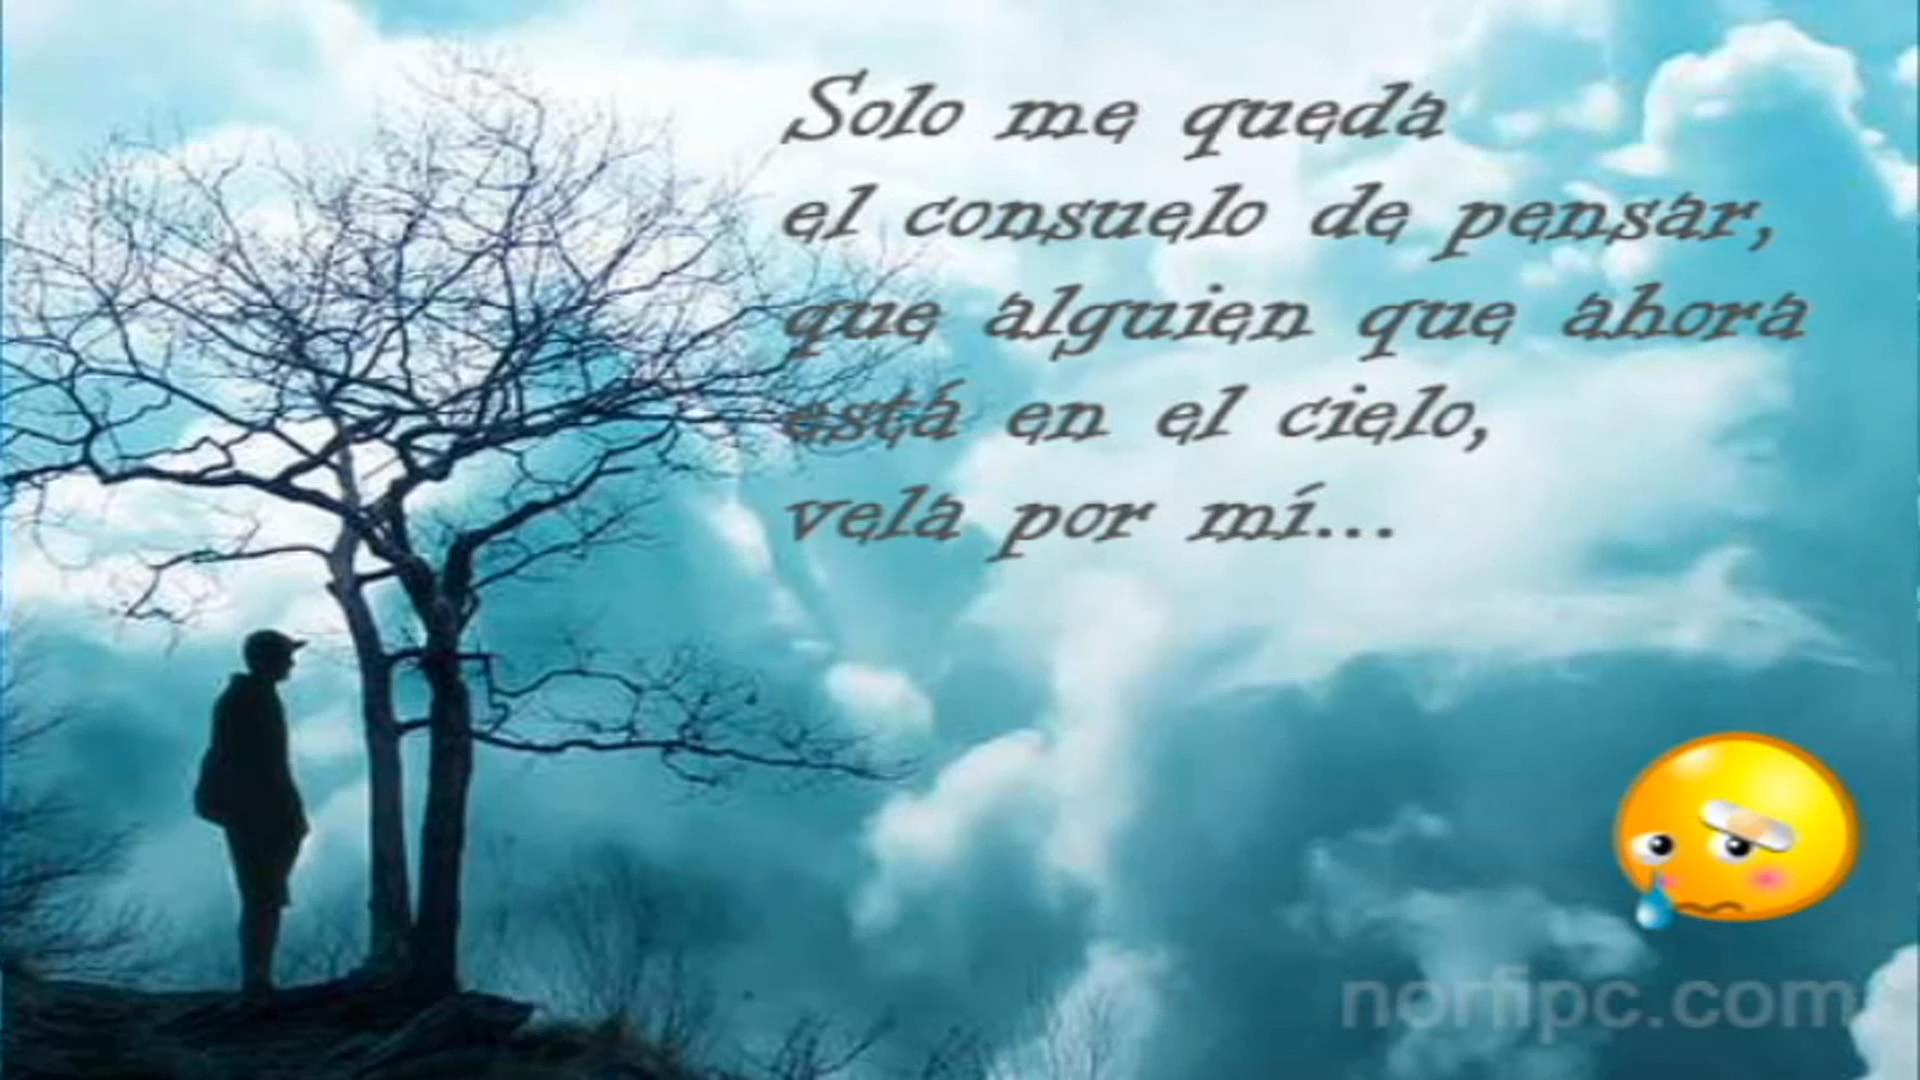 Solo me queda
el consuelo de pensar,
que alguien que ahora
está en el cielo,
vela por mí...
norfipc.com